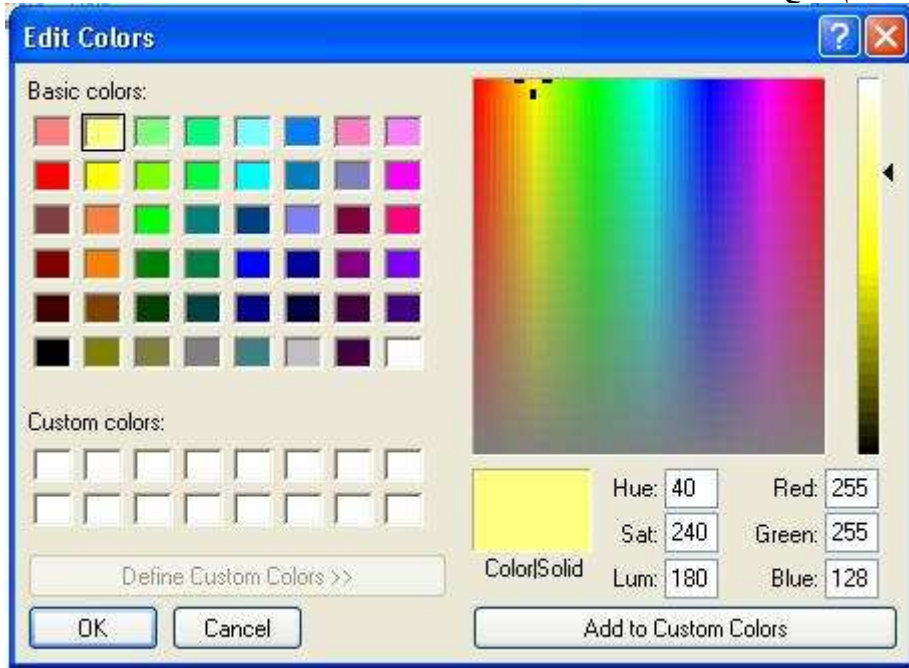 Edit Colors
Basic colors:
Custom colors:
Define Custom Colors >>
OK
Cancel
Color|Solid
Hue: 40
Sat: 240
Lum: 180
Red: 255
Green: 255
Blue: 128
Add to Custom Colors